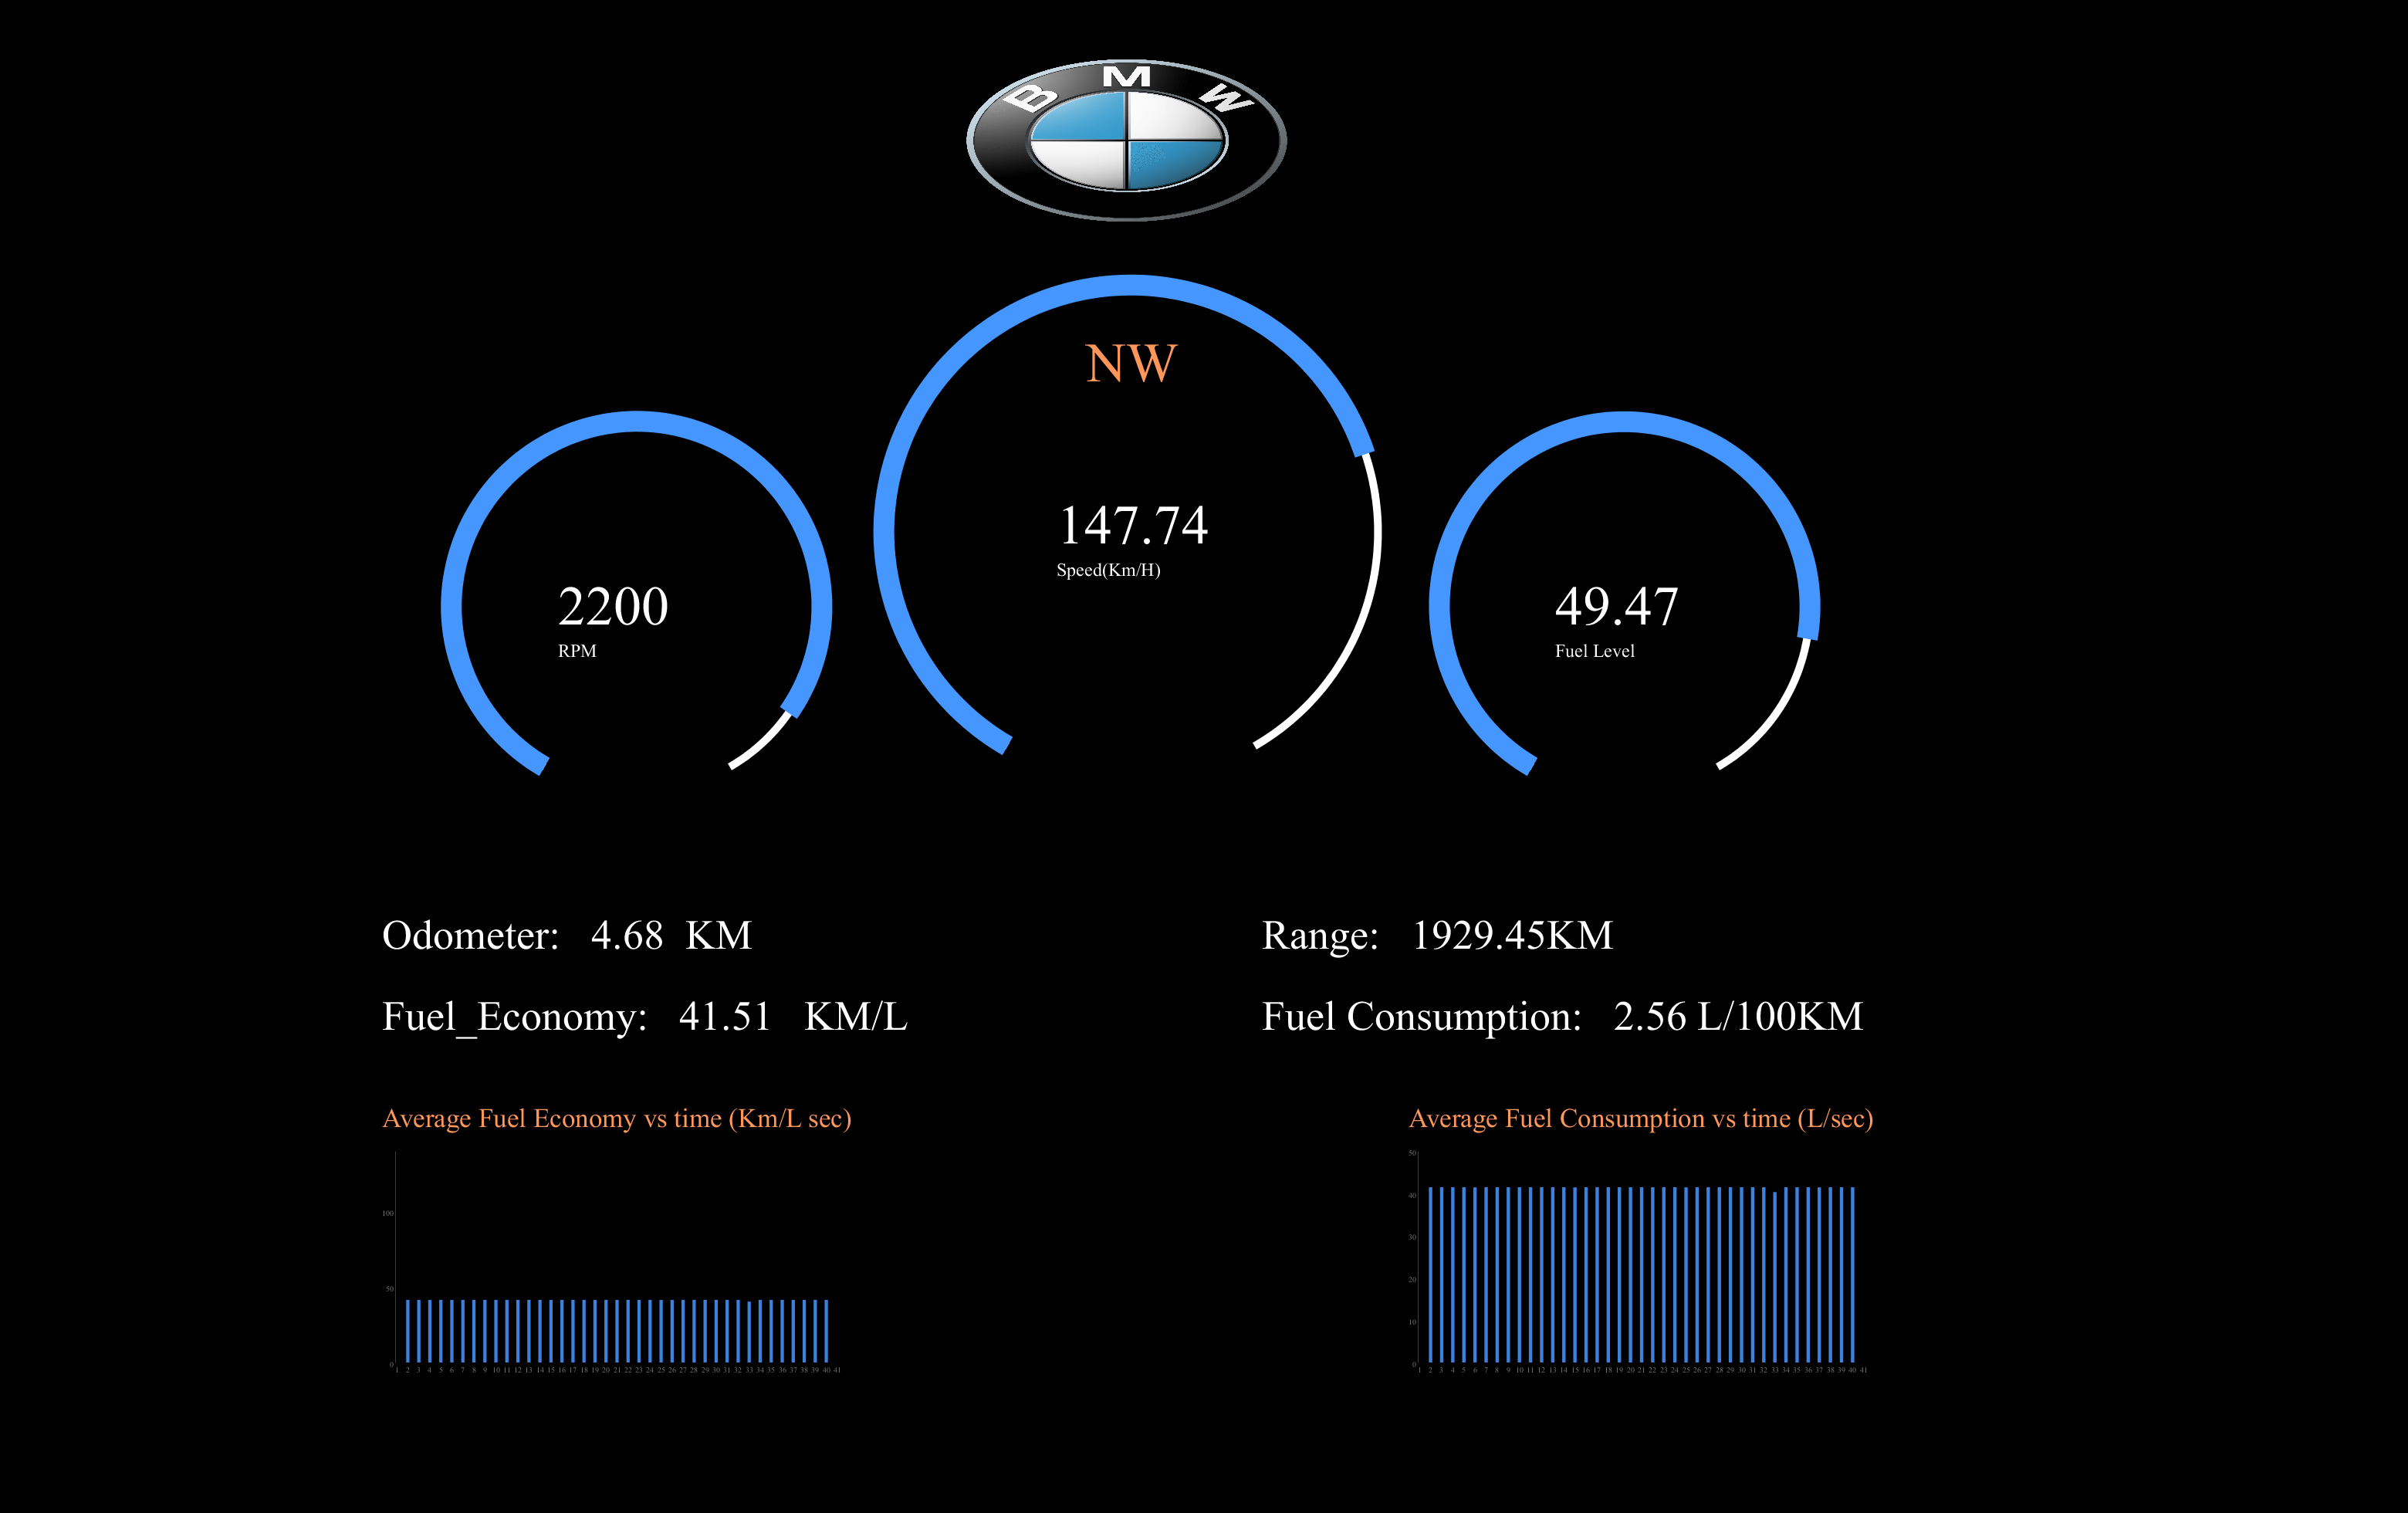 B M W
NW
147.74
Speed(Km/H)
2200
RPM
49.47
Fuel Level
Odometer: 4.68 KM
Range: 1929.45KM
Fuel_Economy: 41.51 KM/L
Fuel Consumption: 2.56 L/100KM
Average Fuel Economy vs time (Km/L sec)
100
50
0
1 2 3 4 5 6 7 8 9 10 11 12 13 14 15 16 17 18 19 20 21 22 23 24 25 26 27 28 29 30 31 32 33 34 35 36 37 38 39 40 41
Average Fuel Consumption vs time (L/sec)
50
40
30
20
10
0
1 2 3 4 5 6 7 8 9 10 11 12 13 14 15 16 17 18 19 20 21 22 23 24 25 26 27 28 29 30 31 32 33 34 35 36 37 38 39 40 41